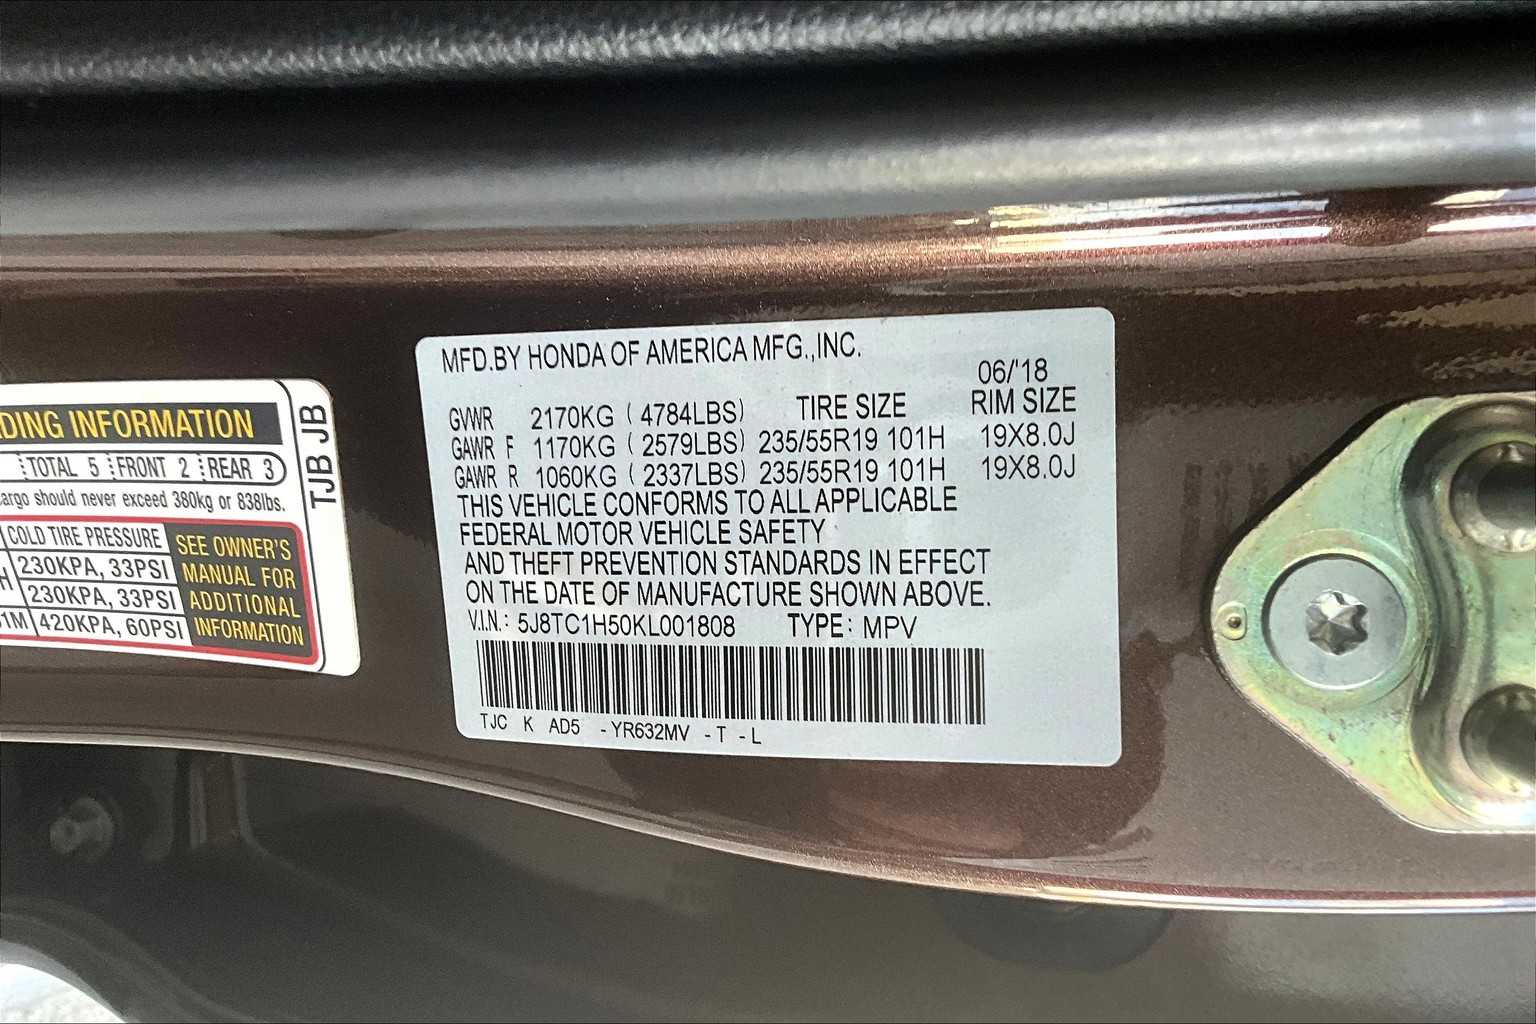 DING INFORMATION
TOTAL 5 FRONT 2 REAR 3
argo should never exceed 380kg or 838lbs.
COLD TIRE PRESSURE
230KPA, 33PSI
230KPA, 33PSI
1M 420KPA, 60PSI
SEE OWNER'S
MANUAL FOR
ADDITIONAL
INFORMATION
TJB JB
MFD.BY HONDA OF AMERICA MFG.,INC.
06/'18
GVWR 2170KG ( 4784LBS) TIRE SIZE RIM SIZE
GAWR F 1170KG ( 2579LBS) 235/55R19 101H 19X8.0J
GAWR R 1060KG ( 2337LBS) 235/55R19 101H 19X8.0J
THIS VEHICLE CONFORMS TO ALL APPLICABLE
FEDERAL MOTOR VEHICLE SAFETY
AND THEFT PREVENTION STANDARDS IN EFFECT
ON THE DATE OF MANUFACTURE SHOWN ABOVE.
V.I.N.: 5J8TC1H50KL001808 TYPE: MPV
TJC K AD5 -YR632MV -T -L